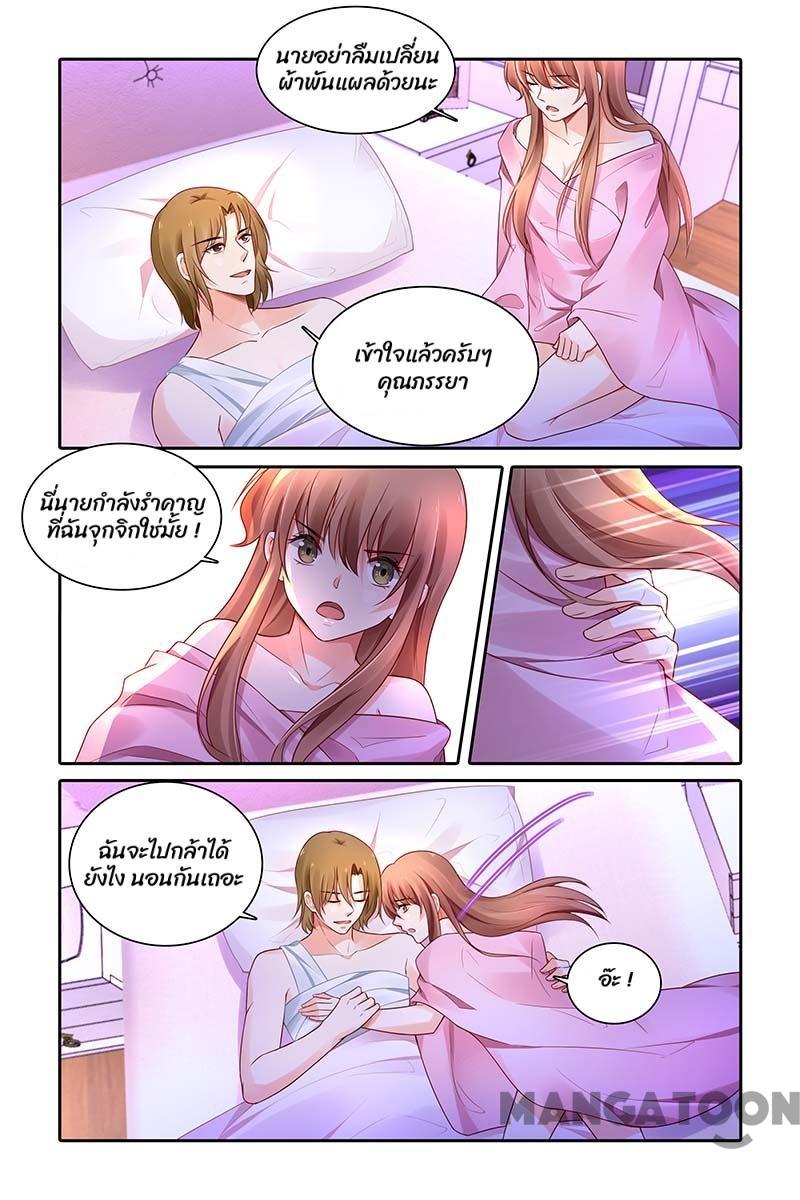 นายอย่าลืมเปลี่ยน
ผ้าพันแผลด้วยนะ
เข้าใจแล้วครับๆ
คุณภรรยา
นี่นายกำลังรำคาญ
ที่ฉันจุกจิกใช่มั้ย !
ฉันจะไปกล้าได้
ยังไง นอนกันเถอะ
อ๊ะ !
MANGATOON